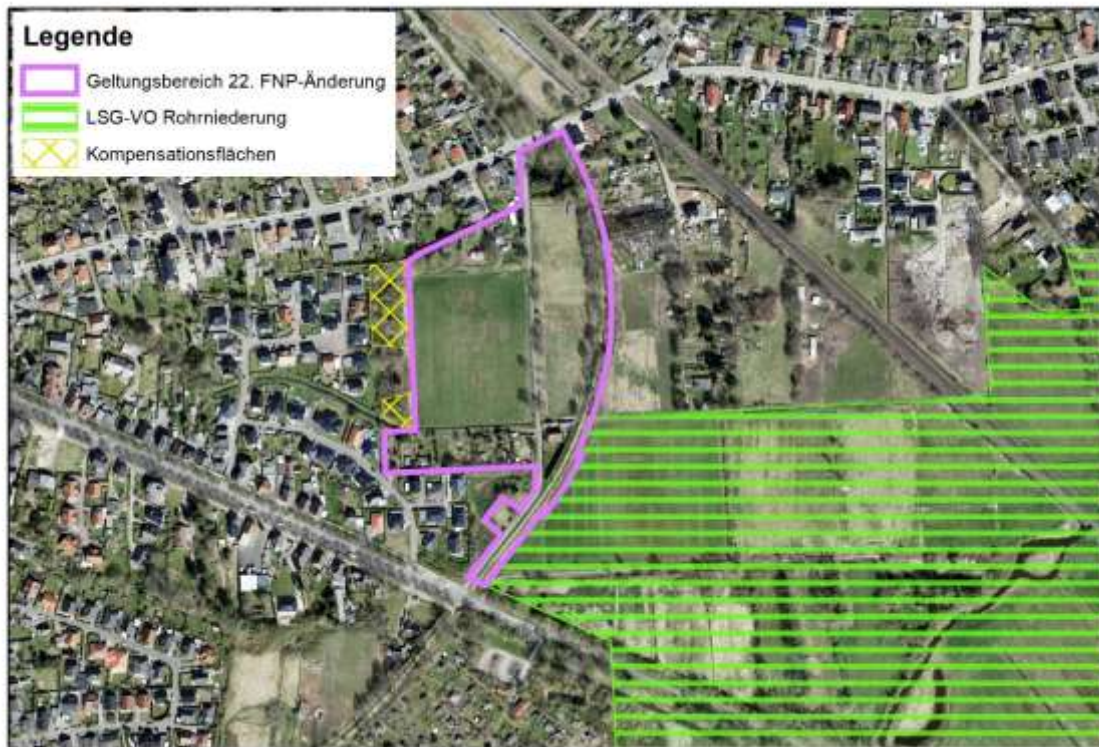 Legende
Geltungsbereich 22. FNP-Änderung
LSG-VO Rohrniederung
Kompensationsflächen